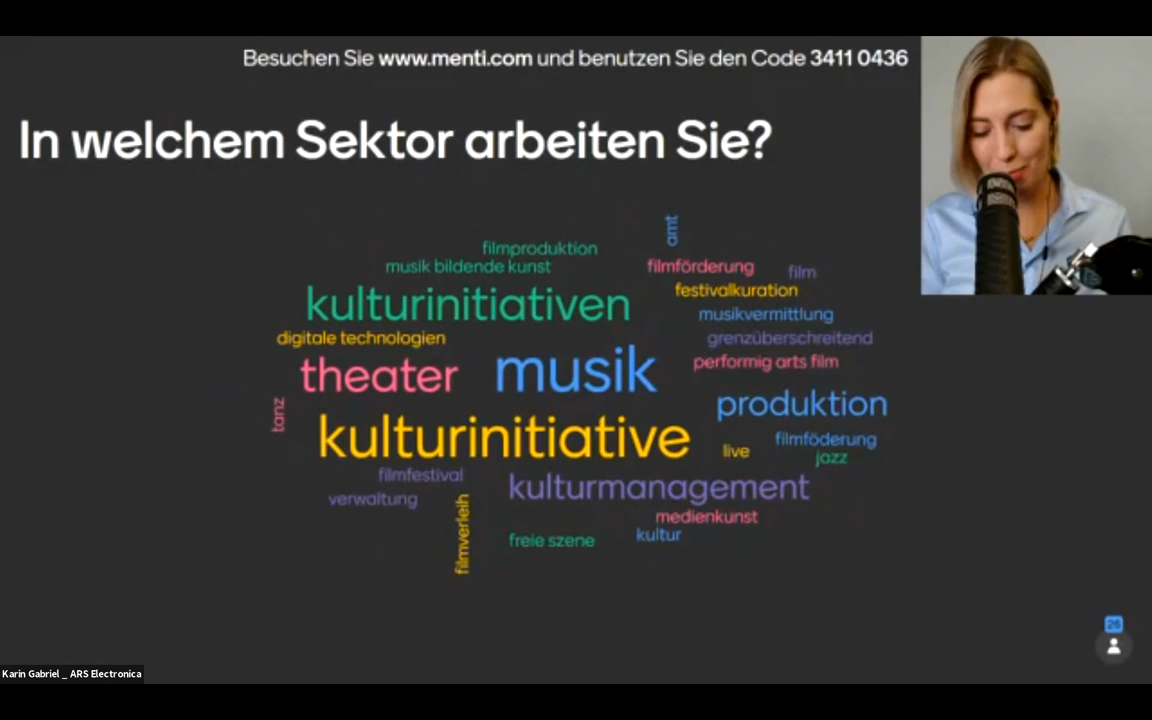 Besuchen Sie www.menti.com und benutzen Sie den Code 3411 0436
In welchem Sektor arbeiten Sie?
amt
filmproduktion
musik bildende kunst
filmförderung
film
kulturinitiativen
festivalkuration
musikvermittlung
digitale technologien
grenzüberschreitend
theater
musik
performig arts film
tanz
produktion
kulturinitiative
live
filmföderung
jazz
filmfestival
kulturmanagement
verwaltung
filmverleih
medienkunst
freie szene
kultur
26
Karin Gabriel _ ARS Electronica